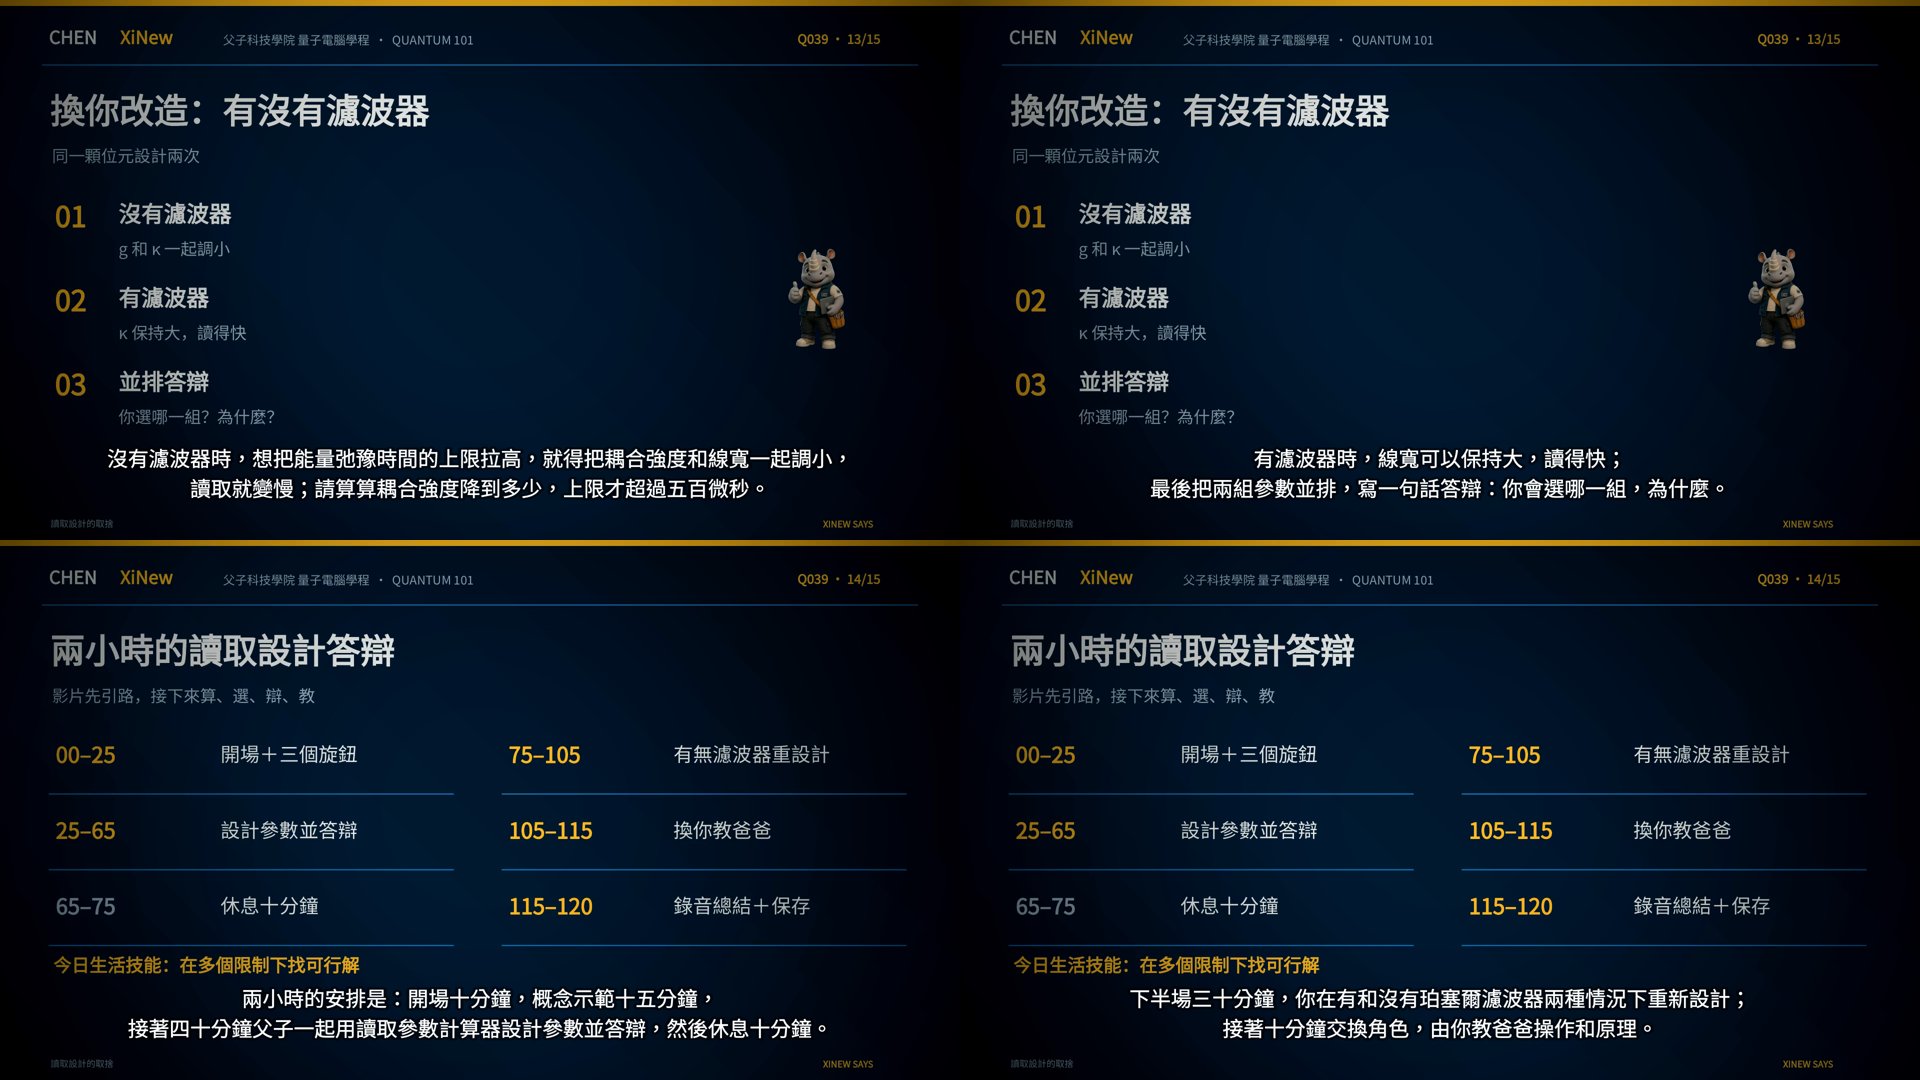 CHEN XiNew 父子科技學院 量子電腦學程 · QUANTUM 101 Q039 · 13/15
換你改造：有沒有濾波器
同一顆位元設計兩次
01 沒有濾波器
g 和 κ 一起調小
02 有濾波器
κ 保持大，讀得快
03 並排答辯
你選哪一組？為什麼？
沒有濾波器時，想把能量弛豫時間的上限拉高，就得把耦合強度和線寬一起調小，
讀取就變慢；請算算耦合強度降到多少，上限才超過五百微秒。
讀取設計的取捨 XINEW SAYS
CHEN XiNew 父子科技學院 量子電腦學程 · QUANTUM 101 Q039 · 13/15
換你改造：有沒有濾波器
同一顆位元設計兩次
01 沒有濾波器
g 和 κ 一起調小
02 有濾波器
κ 保持大，讀得快
03 並排答辯
你選哪一組？為什麼？
有濾波器時，線寬可以保持大，讀得快；
最後把兩組參數並排，寫一句話答辯：你會選哪一組，為什麼。
讀取設計的取捨 XINEW SAYS
CHEN XiNew 父子科技學院 量子電腦學程 · QUANTUM 101 Q039 · 14/15
兩小時的讀取設計答辯
影片先引路，接下來算、選、辯、教
00–25 開場＋三個旋鈕 75–105 有無濾波器重設計
25–65 設計參數並答辯 105–115 換你教爸爸
65–75 休息十分鐘 115–120 錄音總結＋保存
今日生活技能：在多個限制下找可行解
兩小時的安排是：開場十分鐘，概念示範十五分鐘，
接著四十分鐘父子一起用讀取參數計算器設計參數並答辯，然後休息十分鐘。
讀取設計的取捨 XINEW SAYS
CHEN XiNew 父子科技學院 量子電腦學程 · QUANTUM 101 Q039 · 14/15
兩小時的讀取設計答辯
影片先引路，接下來算、選、辯、教
00–25 開場＋三個旋鈕 75–105 有無濾波器重設計
25–65 設計參數並答辯 105–115 換你教爸爸
65–75 休息十分鐘 115–120 錄音總結＋保存
今日生活技能：在多個限制下找可行解
下半場三十分鐘，你在有和沒有珀塞爾濾波器兩種情況下重新設計；
接著十分鐘交換角色，由你教爸爸操作和原理。
讀取設計的取捨 XINEW SAYS